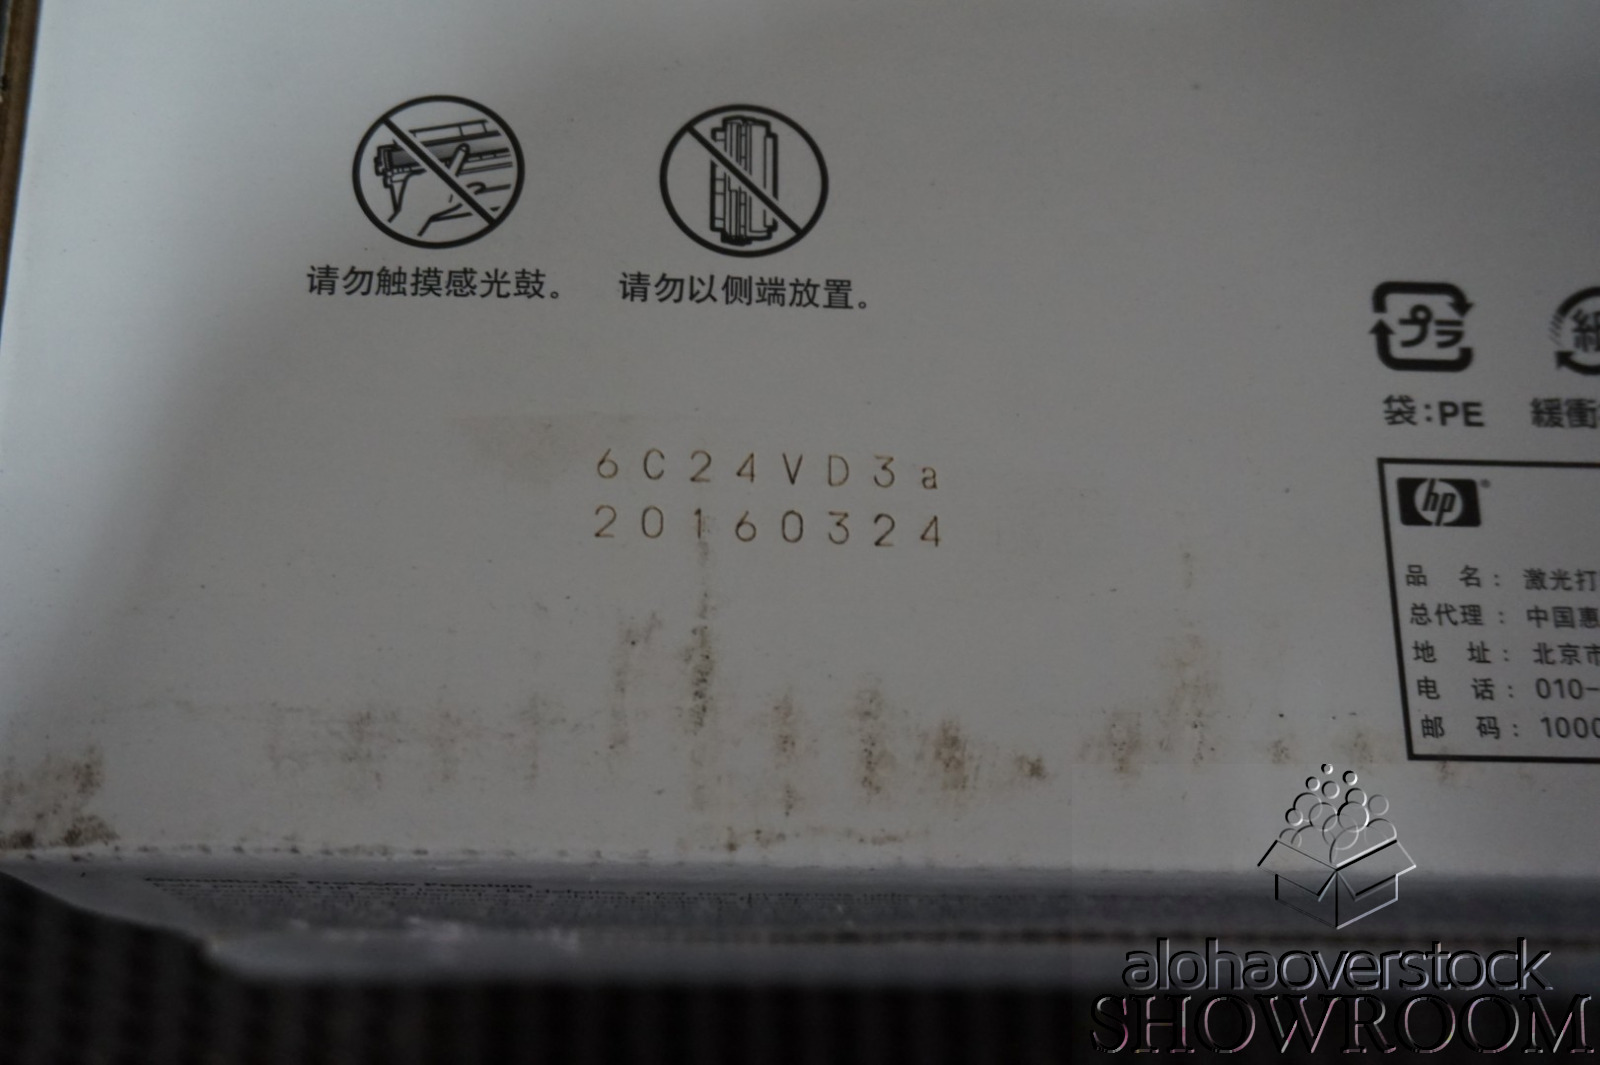 请勿触摸感光鼓。
请勿以侧端放置。
プラ
紙
袋:PE
緩衝
6C24VD3a
20160324
hp
品 名: 激光打
总代理: 中国惠
地 址: 北京市
电 话: 010-
邮 码: 1000
alohaoverstock
SHOWROOM